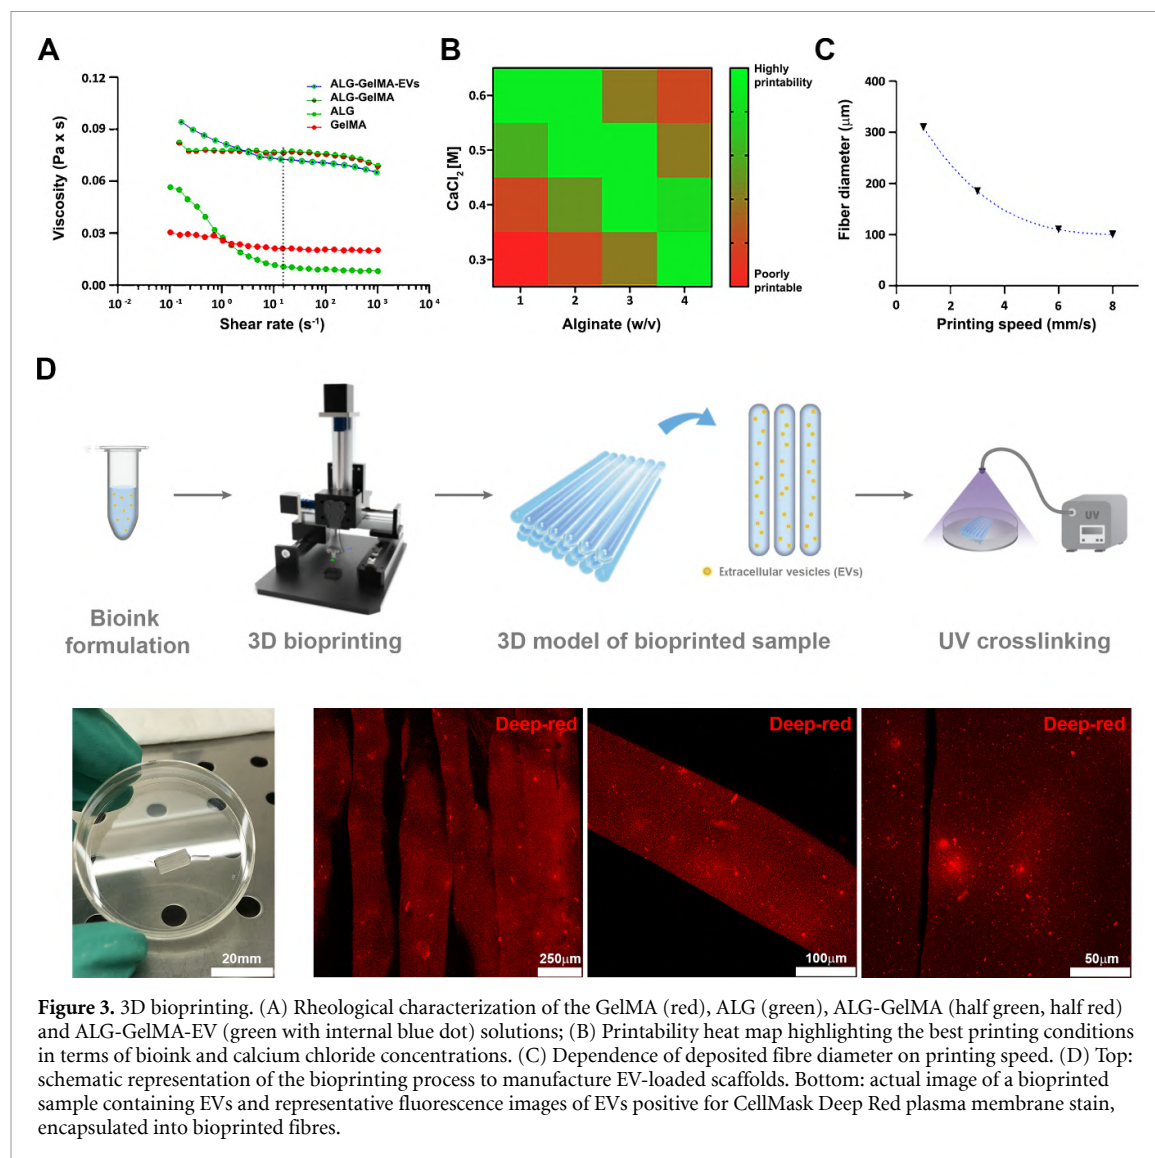 A
0.12
0.09
0.06
0.03
0.00
Viscosity (Pa x s)
10⁻² 10⁻¹ 10⁰ 10¹ 10² 10³ 10⁴
Shear rate (s⁻¹)
ALG-GelMA-EVs
ALG-GelMA
ALG
GelMA
B
0.6
0.5
0.4
0.3
CaCl₂ [M]
1 2 3 4
Alginate (w/v)
Highly
printability
Poorly
printable
C
400
300
200
100
0
Fiber diameter (μm)
0 2 4 6 8
Printing speed (mm/s)
D
Extracellular vesicles (EVs)
UV
Bioink
formulation
3D bioprinting
3D model of bioprinted sample
UV crosslinking
20mm
Deep-red
250μm
Deep-red
100μm
Deep-red
50μm
Figure 3. 3D bioprinting. (A) Rheological characterization of the GelMA (red), ALG (green), ALG-GelMA (half green, half red)
and ALG-GelMA-EV (green with internal blue dot) solutions; (B) Printability heat map highlighting the best printing conditions
in terms of bioink and calcium chloride concentrations. (C) Dependence of deposited fibre diameter on printing speed. (D) Top:
schematic representation of the bioprinting process to manufacture EV-loaded scaffolds. Bottom: actual image of a bioprinted
sample containing EVs and representative fluorescence images of EVs positive for CellMask Deep Red plasma membrane stain,
encapsulated into bioprinted fibres.